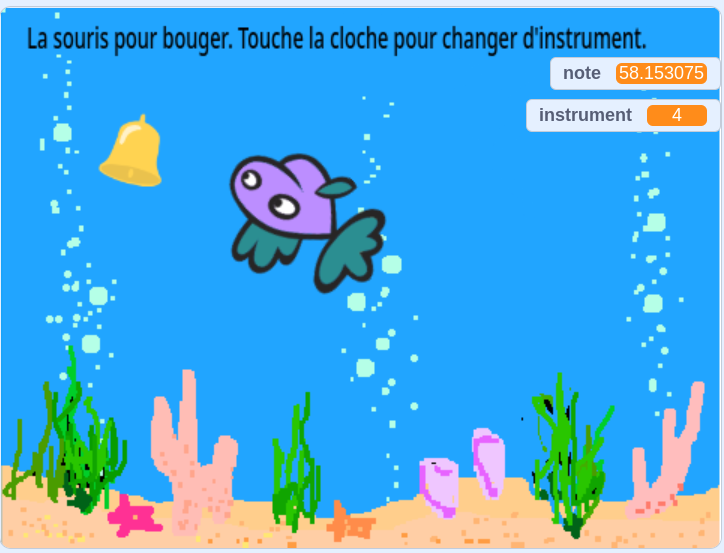 La souris pour bouger. Touche la cloche pour changer d'instrument.
note 58.153075
instrument 4